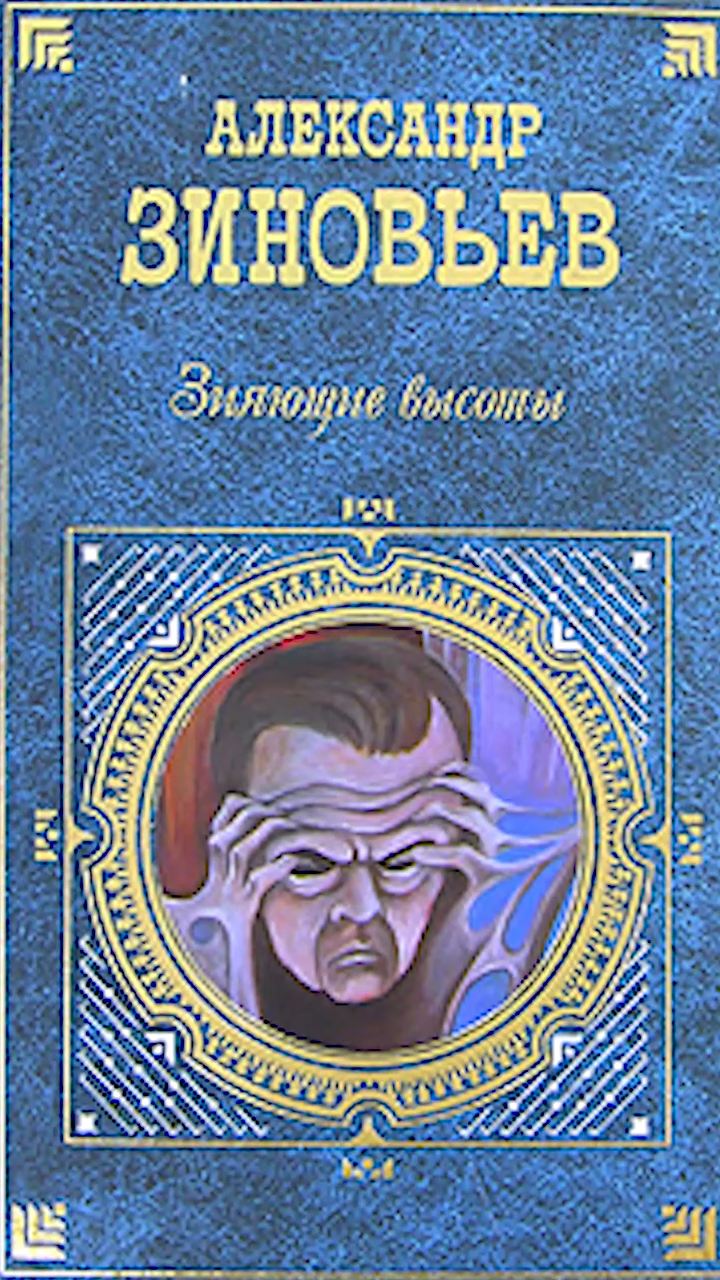 АЛЕКСАНДР
ЗИНОВЬЕВ
Зияющие высоты